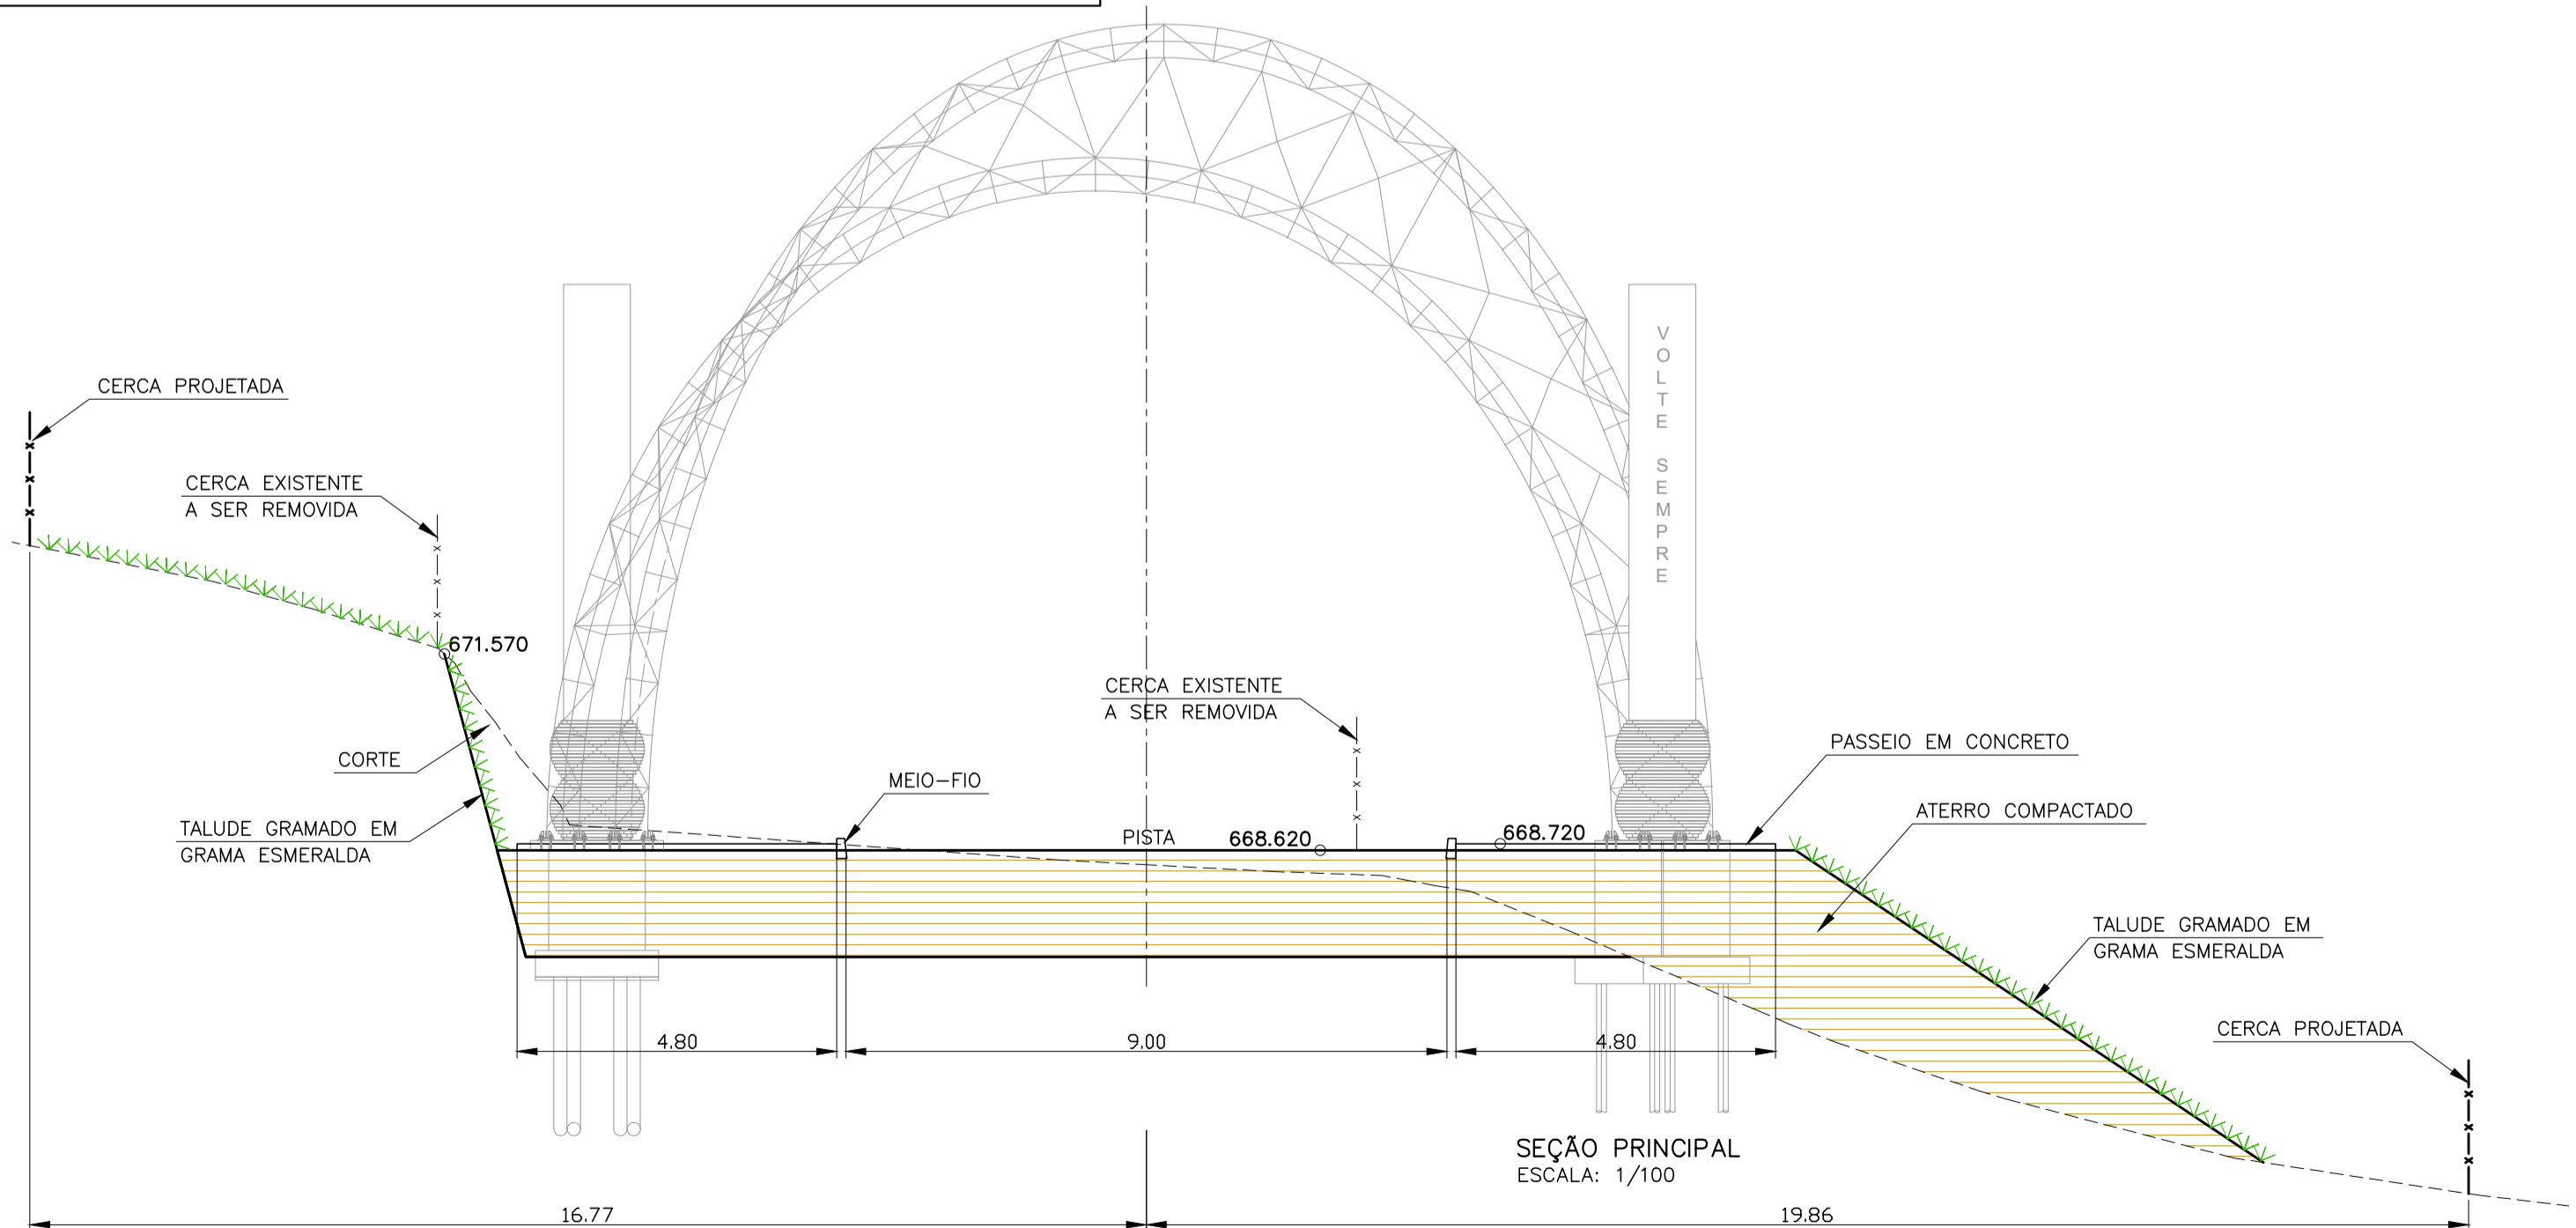 VOLTE SEMPRE
CERCA PROJETADA
CERCA EXISTENTE
A SER REMOVIDA
671.570
CERCA EXISTENTE
A SER REMOVIDA
CORTE
MEIO-FIO
PASSEIO EM CONCRETO
TALUDE GRAMADO EM
GRAMA ESMERALDA
PISTA
668.620
668.720
ATERRO COMPACTADO
TALUDE GRAMADO EM
GRAMA ESMERALDA
CERCA PROJETADA
4.80
9.00
4.80
SEÇÃO PRINCIPAL
ESCALA: 1/100
16.77
19.86